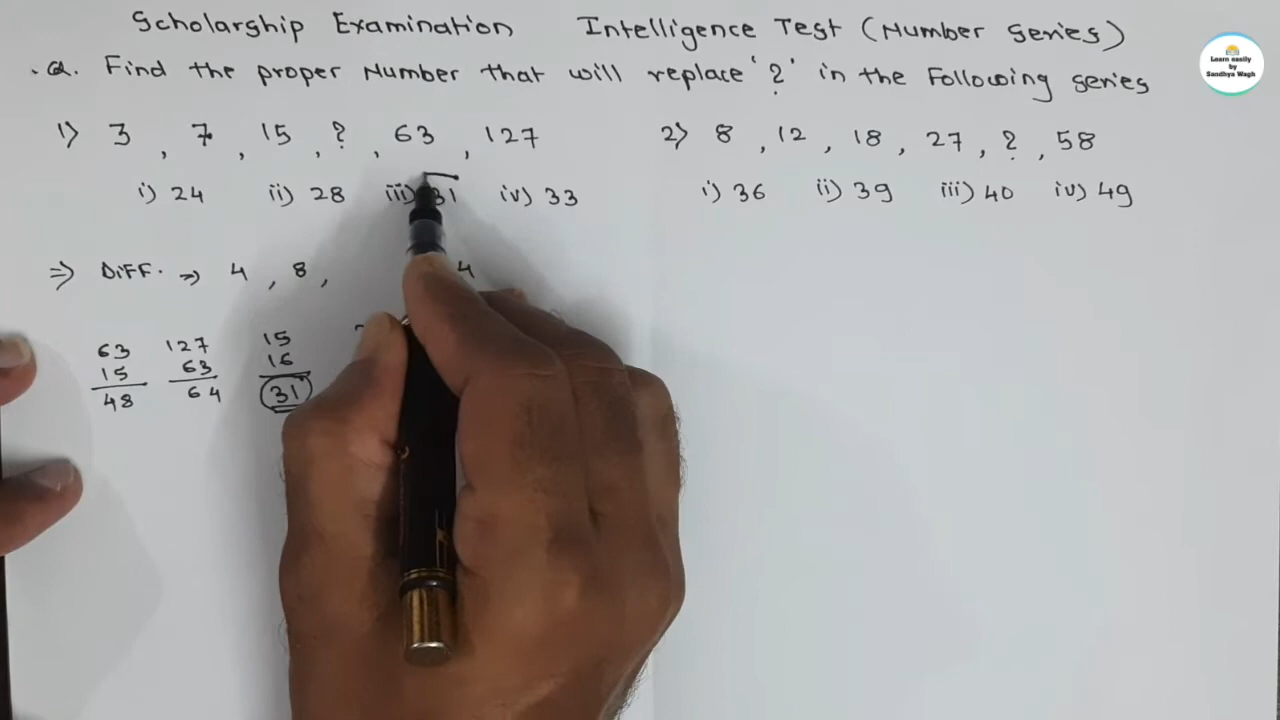 Scholarship Examination Intelligence Test (Number Series)
Learn easily
by
Sandhya Wagh
.Q. Find the proper Number that will replace '?' in the Following series
1) 3 , 7 , 15 , ? , 63 , 127
i) 24 ii) 28 iii) 31 iv) 33
2) 8 , 12 , 18 , 27 , ? , 58
i) 36 ii) 39 iii) 40 iv) 49
⇒ Diff. → 4 , 8 , 4
63 127 15
15 63 16
48 64 31